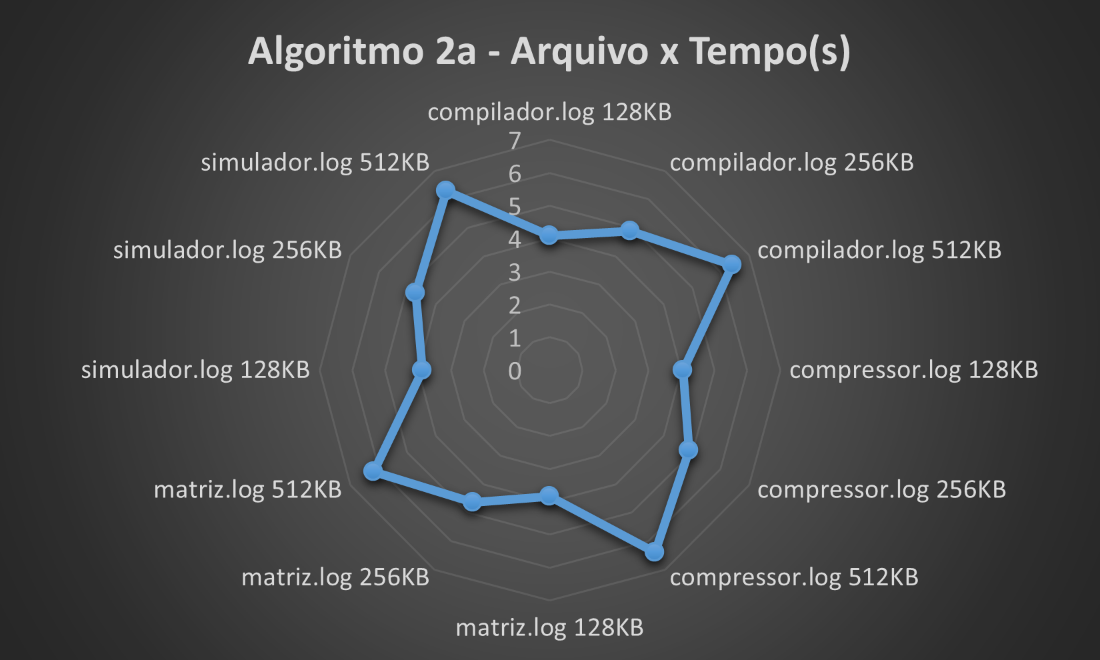 Algoritmo 2a - Arquivo x Tempo(s)
compilador.log 128KB
compilador.log 256KB
compilador.log 512KB
compressor.log 128KB
compressor.log 256KB
compressor.log 512KB
matriz.log 128KB
matriz.log 256KB
matriz.log 512KB
simulador.log 128KB
simulador.log 256KB
simulador.log 512KB
7
6
5
4
3
2
1
0